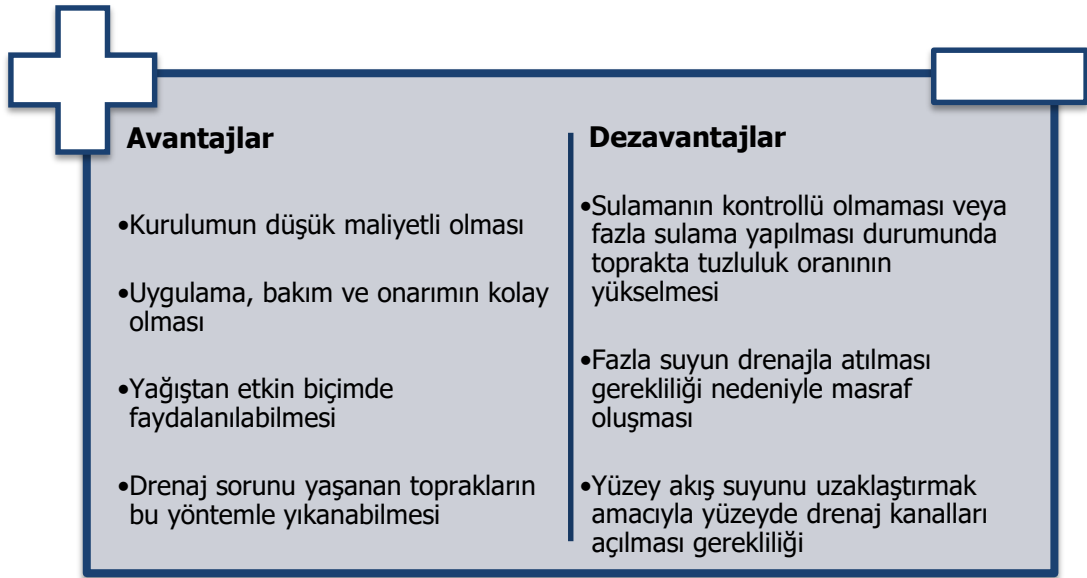 Avantajlar
•Kurulumun düşük maliyetli olması
•Uygulama, bakım ve onarımın kolay
olması
•Yağıştan etkin biçimde
faydalanılabilmesi
•Drenaj sorunu yaşanan toprakların
bu yöntemle yıkanabilmesi
Dezavantajlar
•Sulamanın kontrollü olmaması veya
fazla sulama yapılması durumunda
toprakta tuzluluk oranının
yükselmesi
•Fazla suyun drenajla atılması
gerekliliği nedeniyle masraf
oluşması
•Yüzey akış suyunu uzaklaştırmak
amacıyla yüzeyde drenaj kanalları
açılması gerekliliği